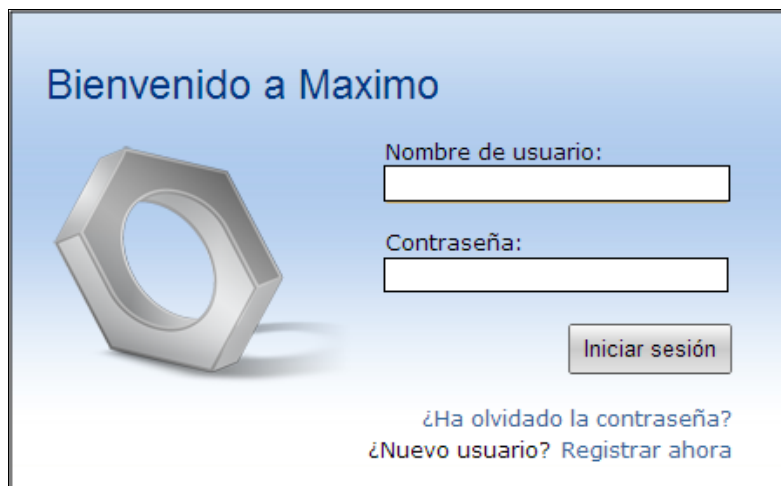 Bienvenido a Maximo
Nombre de usuario:
Contraseña:
Iniciar sesión
¿Ha olvidado la contraseña?
¿Nuevo usuario? Registrar ahora